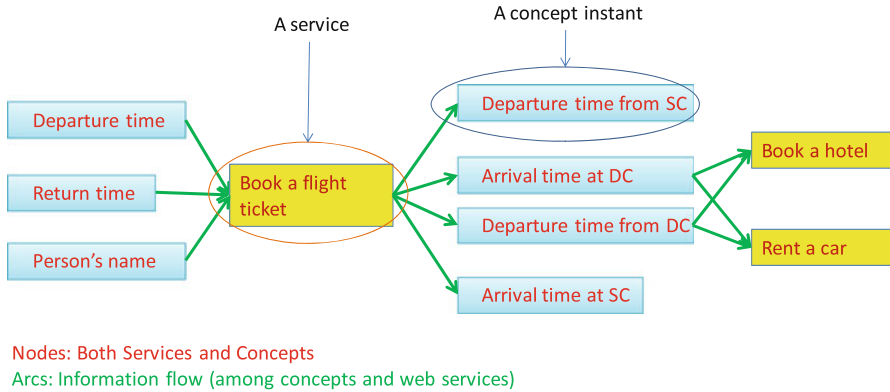 A service
A concept instant
Departure time
Return time
Person's name
Book a flight
ticket
Departure time from SC
Arrival time at DC
Departure time from DC
Arrival time at SC
Book a hotel
Rent a car
Nodes: Both Services and Concepts
Arcs: Information flow (among concepts and web services)